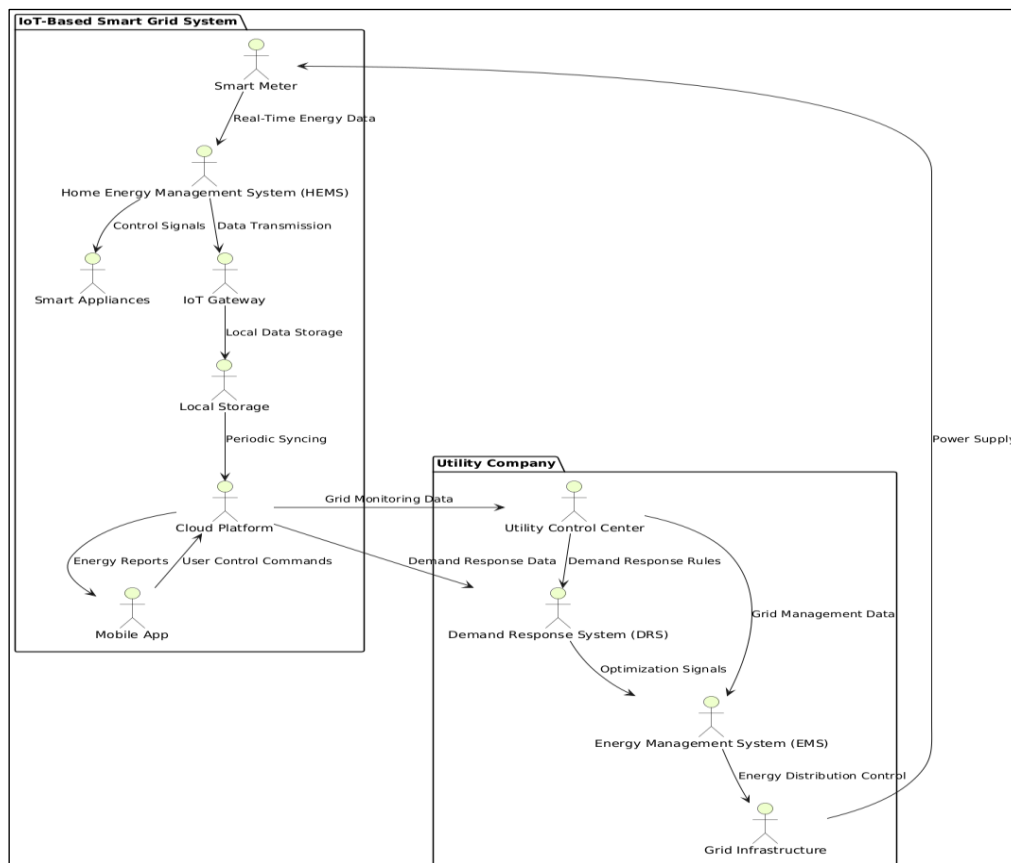 IoT-Based Smart Grid System
Smart Meter
Real-Time Energy Data
Home Energy Management System (HEMS)
Control Signals
Data Transmission
Smart Appliances
IoT Gateway
Local Data Storage
Local Storage
Periodic Syncing
Power Supply
Utility Company
Grid Monitoring Data
Cloud Platform
Utility Control Center
Energy Reports
User Control Commands
Demand Response Data
Demand Response Rules
Mobile App
Demand Response System (DRS)
Grid Management Data
Optimization Signals
Energy Management System (EMS)
Energy Distribution Control
Grid Infrastructure